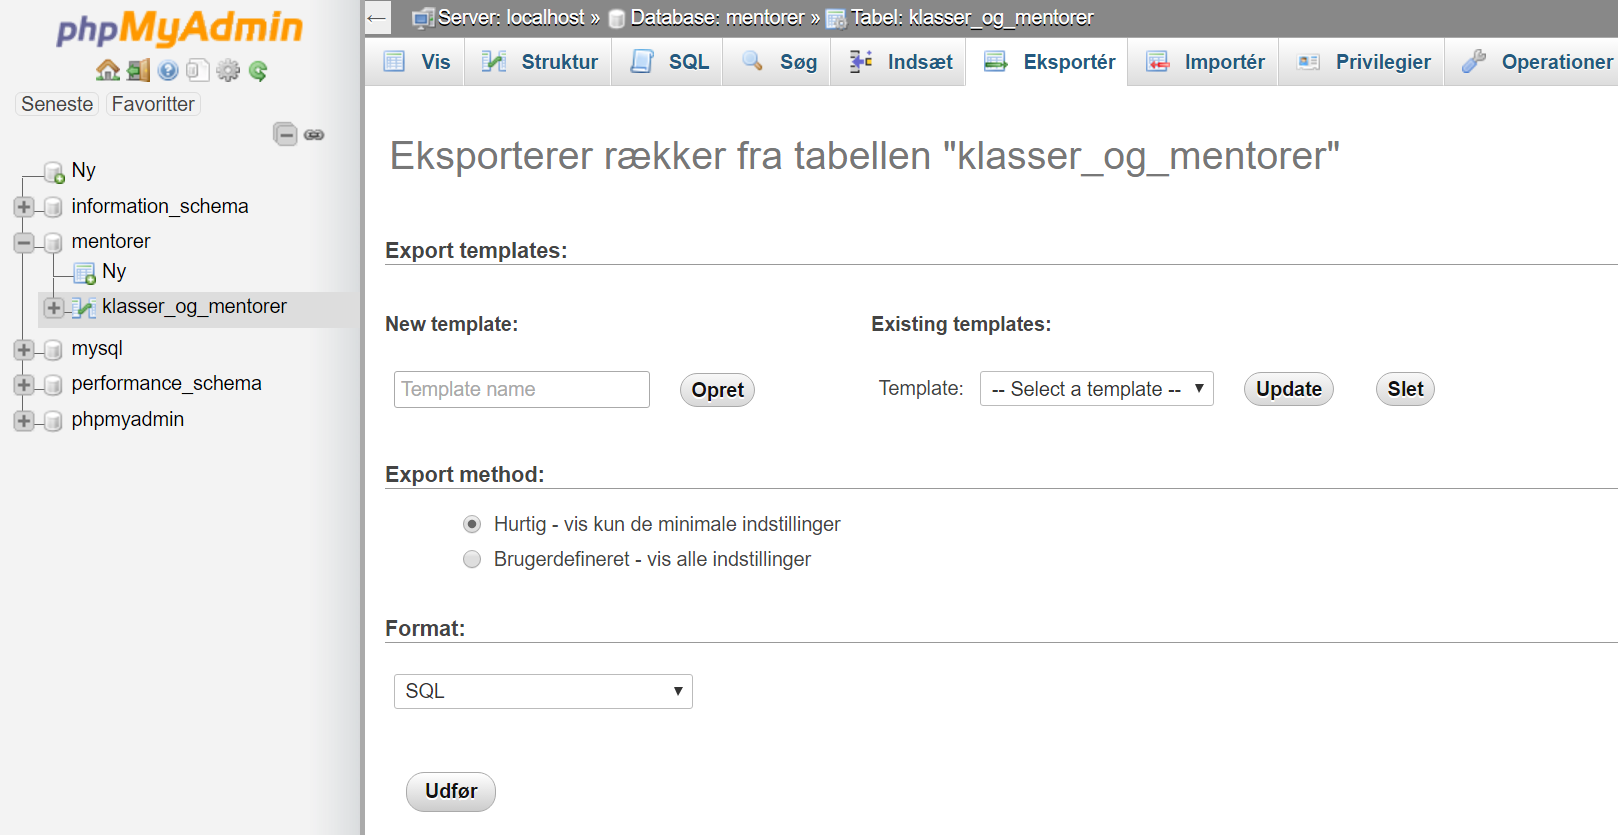 phpMyAdmin
Seneste Favoritter
Ny
information_schema
mentorer
Ny
klasser_og_mentorer
mysql
performance_schema
phpmyadmin
← Server: localhost » Database: mentorer » Tabel: klasser_og_mentorer
Vis Struktur SQL Søg Indsæt Eksportér Importér Privilegier Operationer
Eksporterer rækker fra tabellen "klasser_og_mentorer"
Export templates:
New template: Existing templates:
Template name Opret Template: -- Select a template -- Update Slet
Export method:
Hurtig - vis kun de minimale indstillinger
Brugerdefineret - vis alle indstillinger
Format:
SQL
Udfør